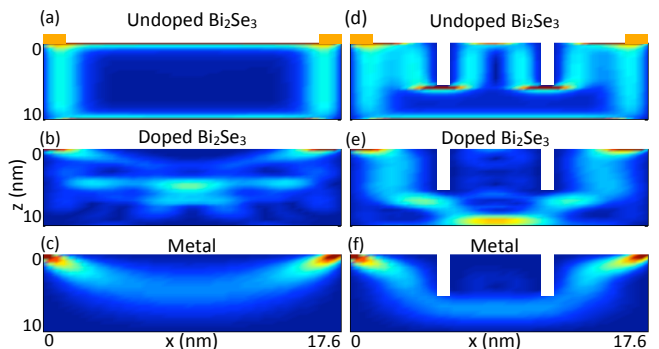 (a) Undoped Bi₂Se₃ (d) Undoped Bi₂Se₃
0
10
(b) Doped Bi₂Se₃ (e) Doped Bi₂Se₃
0
z (nm)
10
(c) Metal (f) Metal
0
10
0 x (nm) 17.6 0 x (nm) 17.6